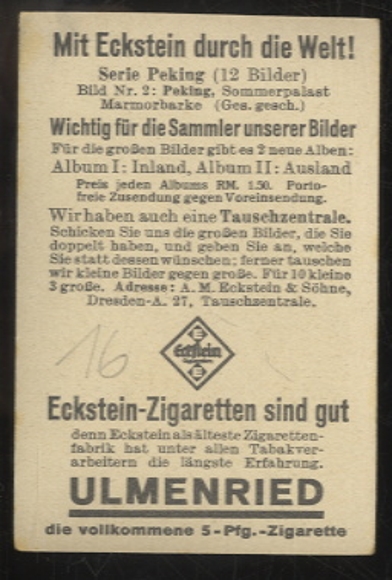 Mit Eckstein durch die Welt!
Serie Peking (12 Bilder)
Bild Nr. 2: Peking, Sommerpalast
Marmorbarke (Ges. gesch.)
Wichtig für die Sammler unserer Bilder
Für die großen Bilder gibt es 2 neue Alben:
Album I: Inland, Album II: Ausland
Preis jeden Albums RM. 1.50. Porto-
freie Zusendung gegen Voreinsendung.
Wir haben auch eine Tauschzentrale.
Schicken Sie uns die großen Bilder, die Sie
doppelt haben, und geben Sie an, welche
Sie statt dessen wünschen; ferner tauschen
wir kleine Bilder gegen große. Für 10 kleine
3 große. Adresse: A. M. Eckstein & Söhne,
Dresden-A. 27, Tauschzentrale.
16
E
Eckstein
E
Eckstein-Zigaretten sind gut
denn Eckstein als älteste Zigaretten-
fabrik hat unter allen Tabakver-
arbeitern die längste Erfahrung.
ULMENRIED
die vollkommene 5-Pfg.-Zigarette